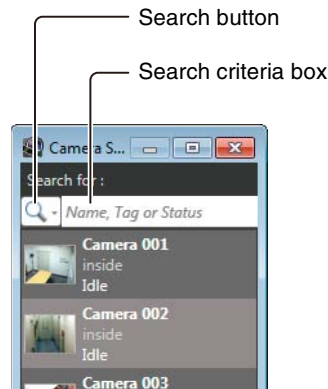 Search button
Search criteria box
Camera S...
Search for :
Name, Tag or Status
Camera 001
inside
Idle
Camera 002
inside
Idle
Camera 003